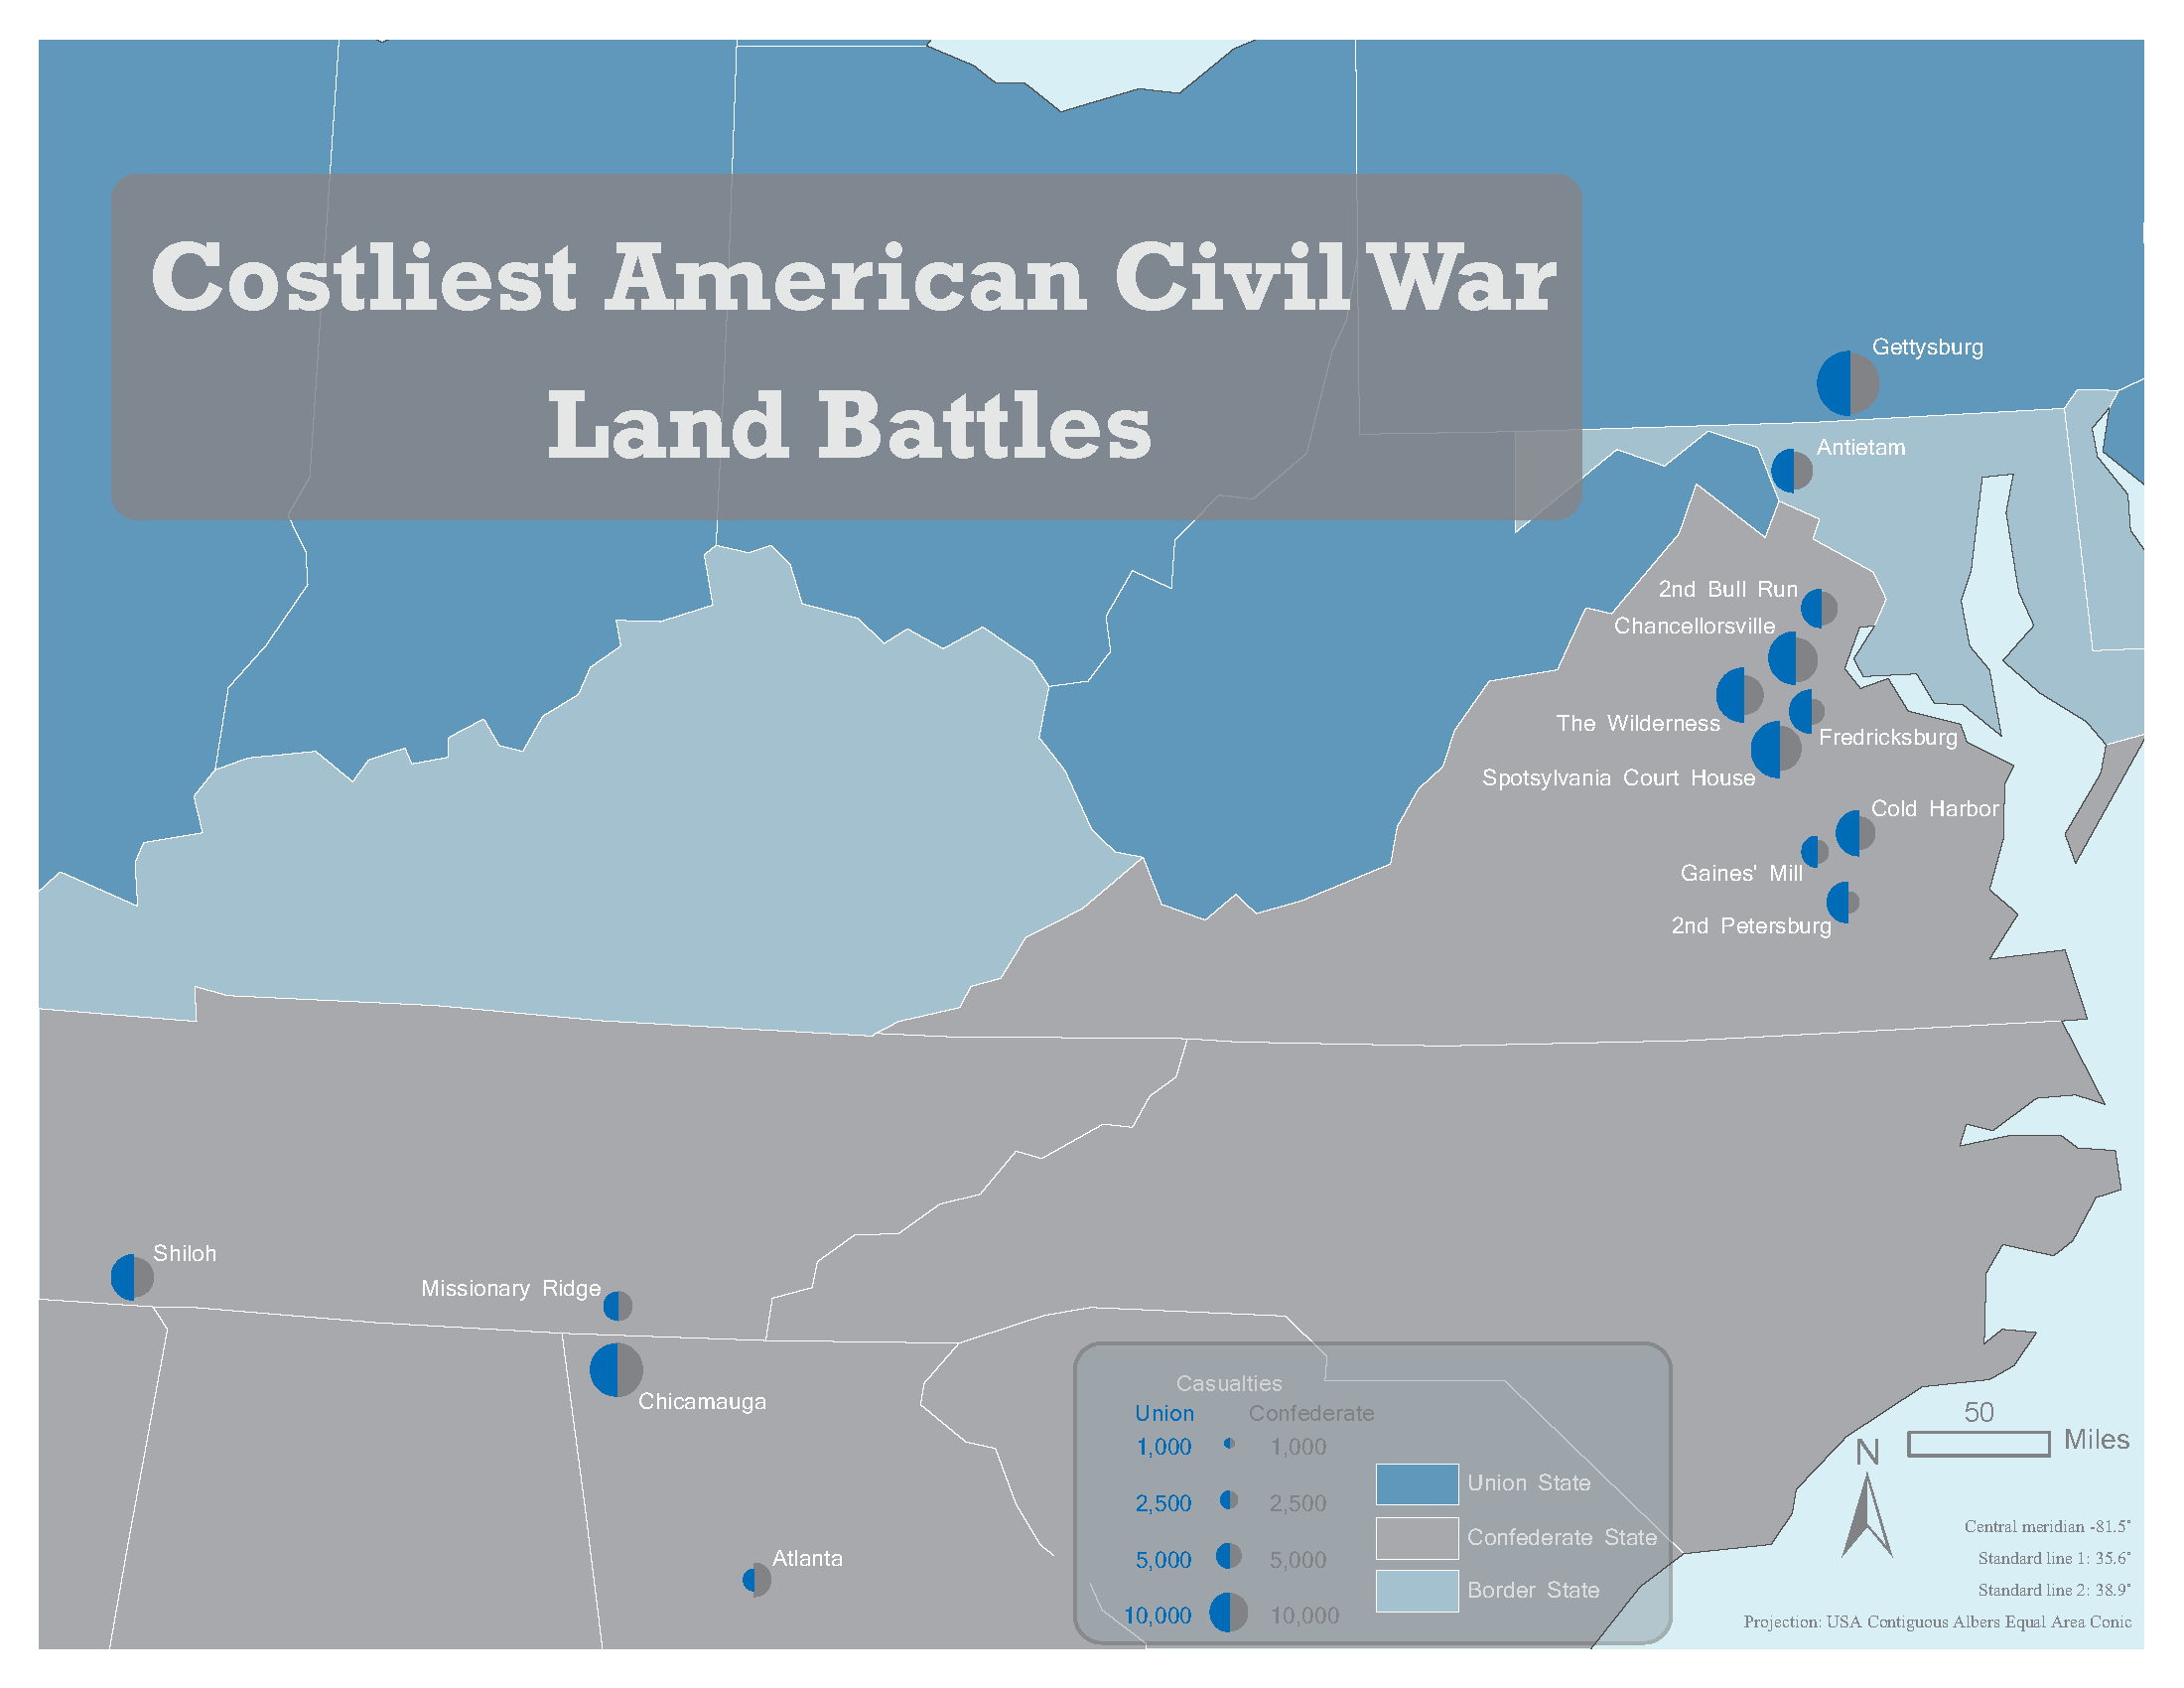 Costliest American Civil War
Land Battles
Gettysburg
Antietam
2nd Bull Run
Chancellorsville
The Wilderness
Fredricksburg
Spotsylvania Court House
Cold Harbor
Gaines' Mill
2nd Petersburg
Shiloh
Missionary Ridge
Chicamauga
Atlanta
Casualties
Union Confederate
1,000 1,000
2,500 2,500
5,000 5,000
10,000 10,000
Union State
Confederate State
Border State
50
Miles
N
Central meridian -81.5°
Standard line 1: 35.6°
Standard line 2: 38.9°
Projection: USA Contiguous Albers Equal Area Conic